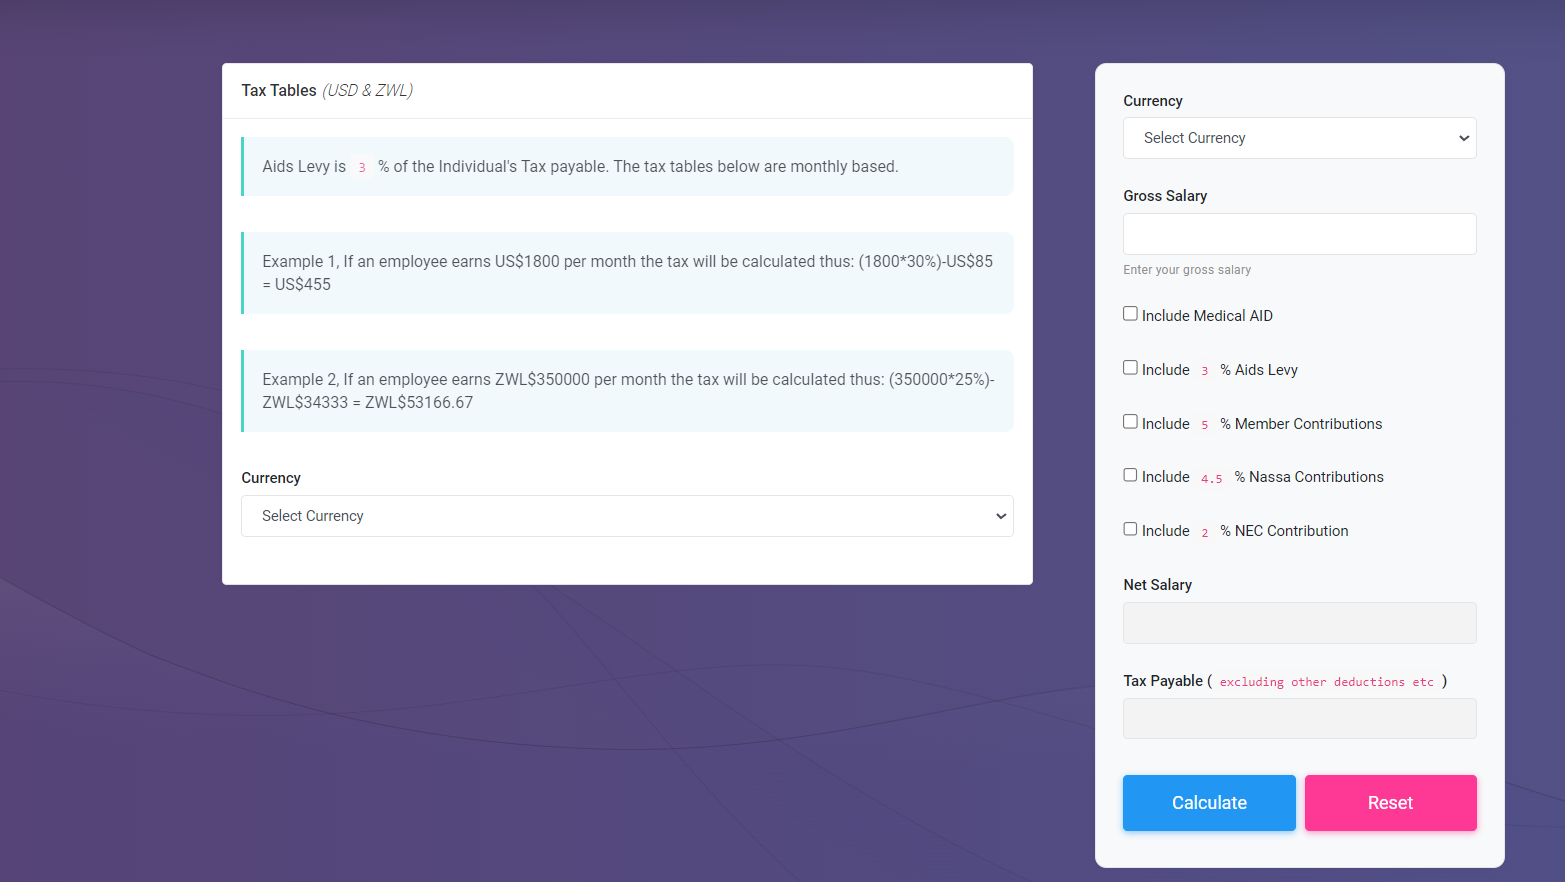 Tax Tables (USD & ZWL)
Aids Levy is 3 % of the Individual's Tax payable. The tax tables below are monthly based.
Example 1, If an employee earns US$1800 per month the tax will be calculated thus: (1800*30%)-US$85
= US$455
Example 2, If an employee earns ZWL$350000 per month the tax will be calculated thus: (350000*25%)-
ZWL$34333 = ZWL$53166.67
Currency
Select Currency
Currency
Select Currency
Gross Salary
Enter your gross salary
Include Medical AID
Include 3 % Aids Levy
Include 5 % Member Contributions
Include 4.5 % Nassa Contributions
Include 2 % NEC Contribution
Net Salary
Tax Payable ( excluding other deductions etc )
Calculate
Reset